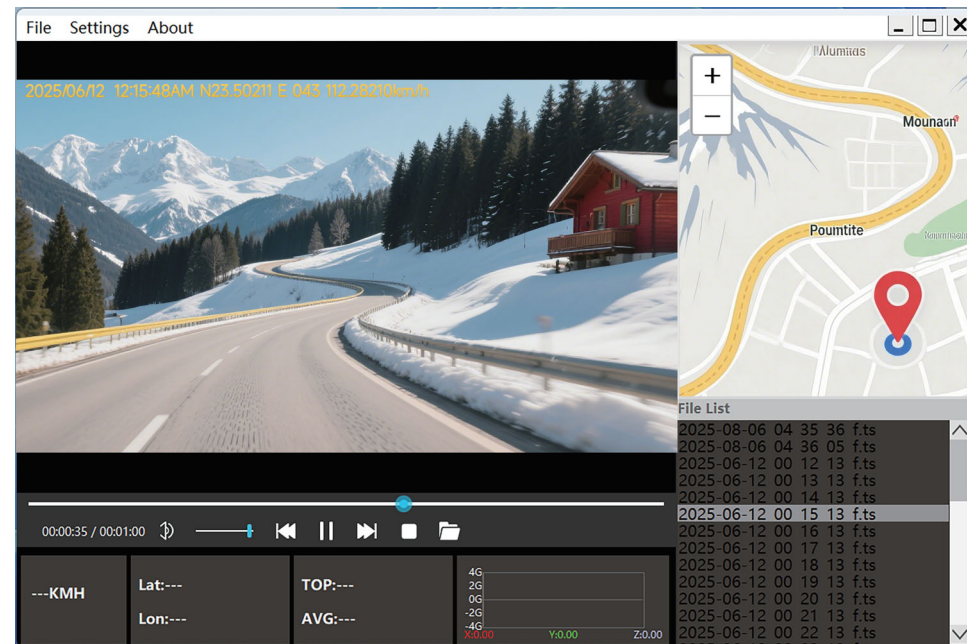 File Settings About
2025/06/12 12:15:48AM N23.50211 E 043 112.28210km/h
+
−
Mounaon
Poumtite
File List
2025-08-06 04 35 36 f.ts
2025-08-06 04 36 05 f.ts
2025-06-12 00 12 13 f.ts
2025-06-12 00 13 13 f.ts
2025-06-12 00 14 13 f.ts
2025-06-12 00 15 13 f.ts
2025-06-12 00 16 13 f.ts
2025-06-12 00 17 13 f.ts
2025-06-12 00 18 13 f.ts
2025-06-12 00 19 13 f.ts
2025-06-12 00 20 13 f.ts
2025-06-12 00 21 13 f.ts
2025-06-12 00 22 13 f.ts
00:00:35 / 00:01:00
---KMH
Lat:---
Lon:---
TOP:---
AVG:---
4G
2G
0G
-2G
-4G
X:0.00 Y:0.00 Z:0.00